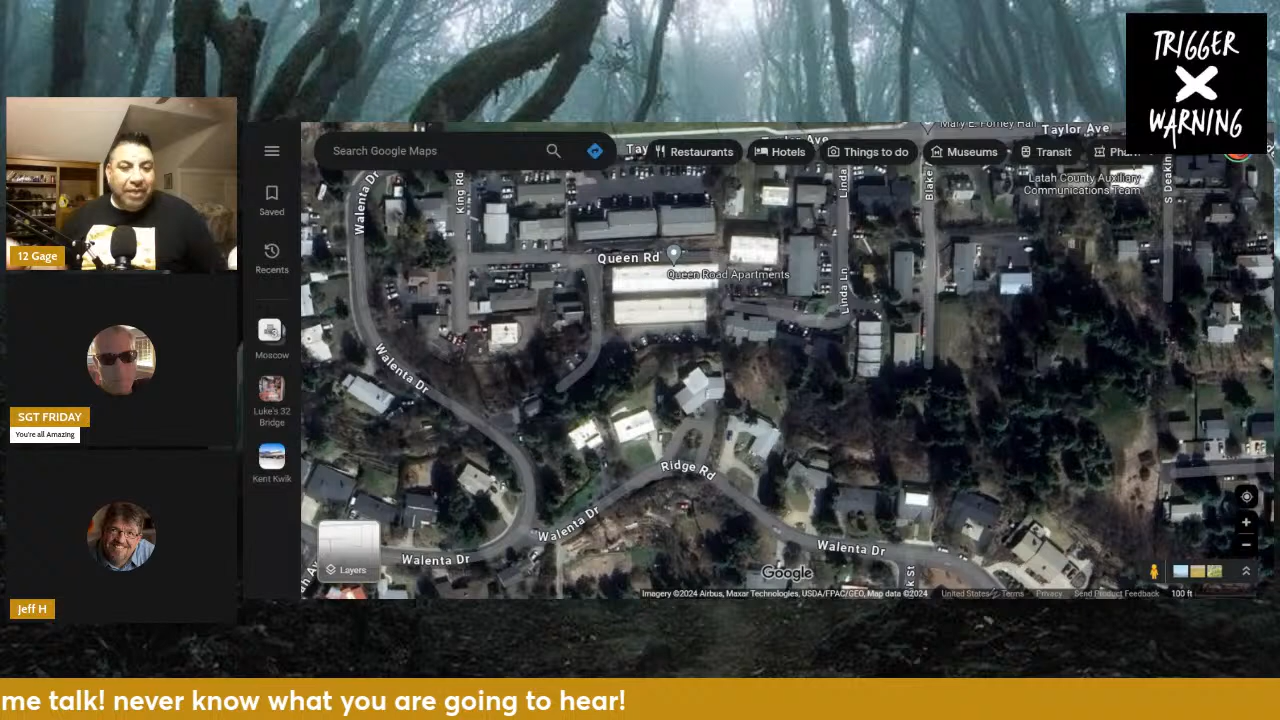 TRIGGER
WARNING
Search Google Maps
Restaurants
Hotels
Things to do
Museums
Transit
Taylor Ave
Latah County Auxiliary
Communications Team
Saved
Recents
Moscow
Luke's 32
Bridge
Kent Kwik
Walenta Dr
King Rd
Queen Rd
Queen Road Apartments
Linda
Linda Ln
Blake
Walenta Dr
Ridge Rd
Walenta Dr
Walenta Dr
Walenta Dr
Layers
Google
Imagery ©2024 Airbus, Maxar Technologies, USDA/FPAC/GEO, Map data ©2024
United States
Terms
Privacy
Send Product Feedback
100 ft
12 Gage
SGT FRIDAY
You're all Amazing
Jeff H
me talk! never know what you are going to hear!